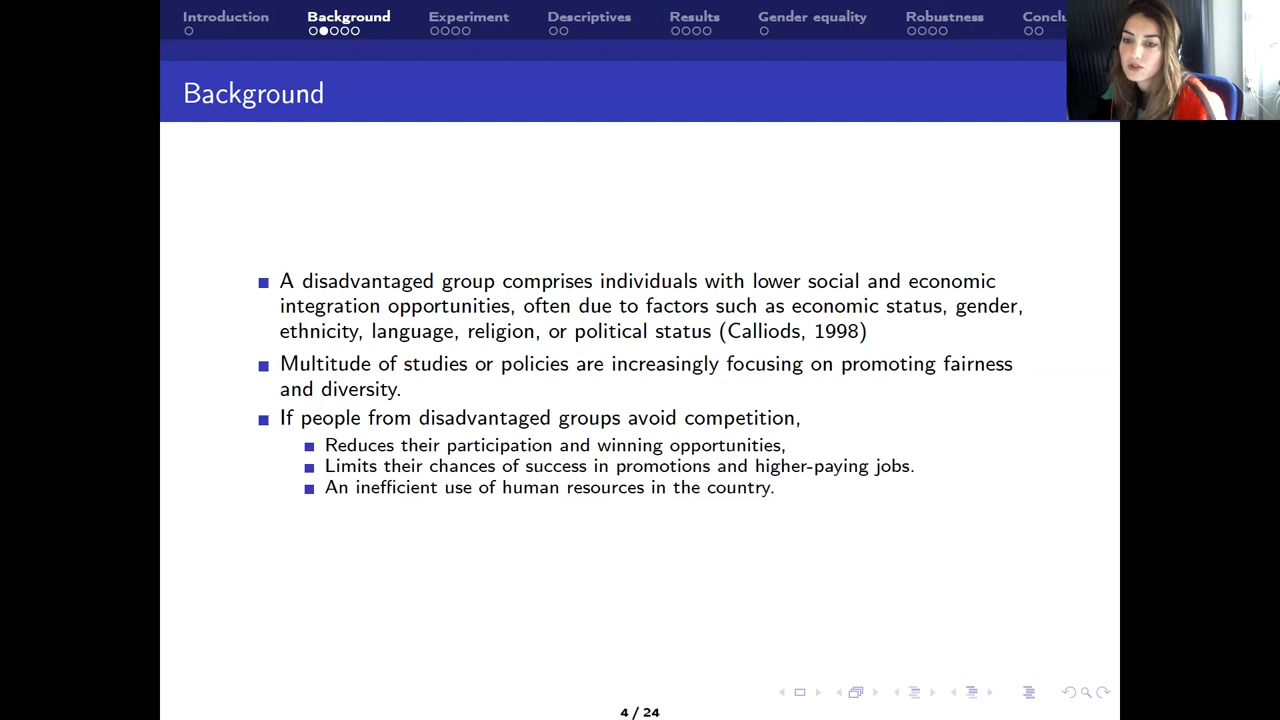 Introduction Background Experiment Descriptives Results Gender equality Robustness Conclu
Background
A disadvantaged group comprises individuals with lower social and economic
integration opportunities, often due to factors such as economic status, gender,
ethnicity, language, religion, or political status (Calliods, 1998)
Multitude of studies or policies are increasingly focusing on promoting fairness
and diversity.
If people from disadvantaged groups avoid competition,
Reduces their participation and winning opportunities,
Limits their chances of success in promotions and higher-paying jobs.
An inefficient use of human resources in the country.
4 / 24